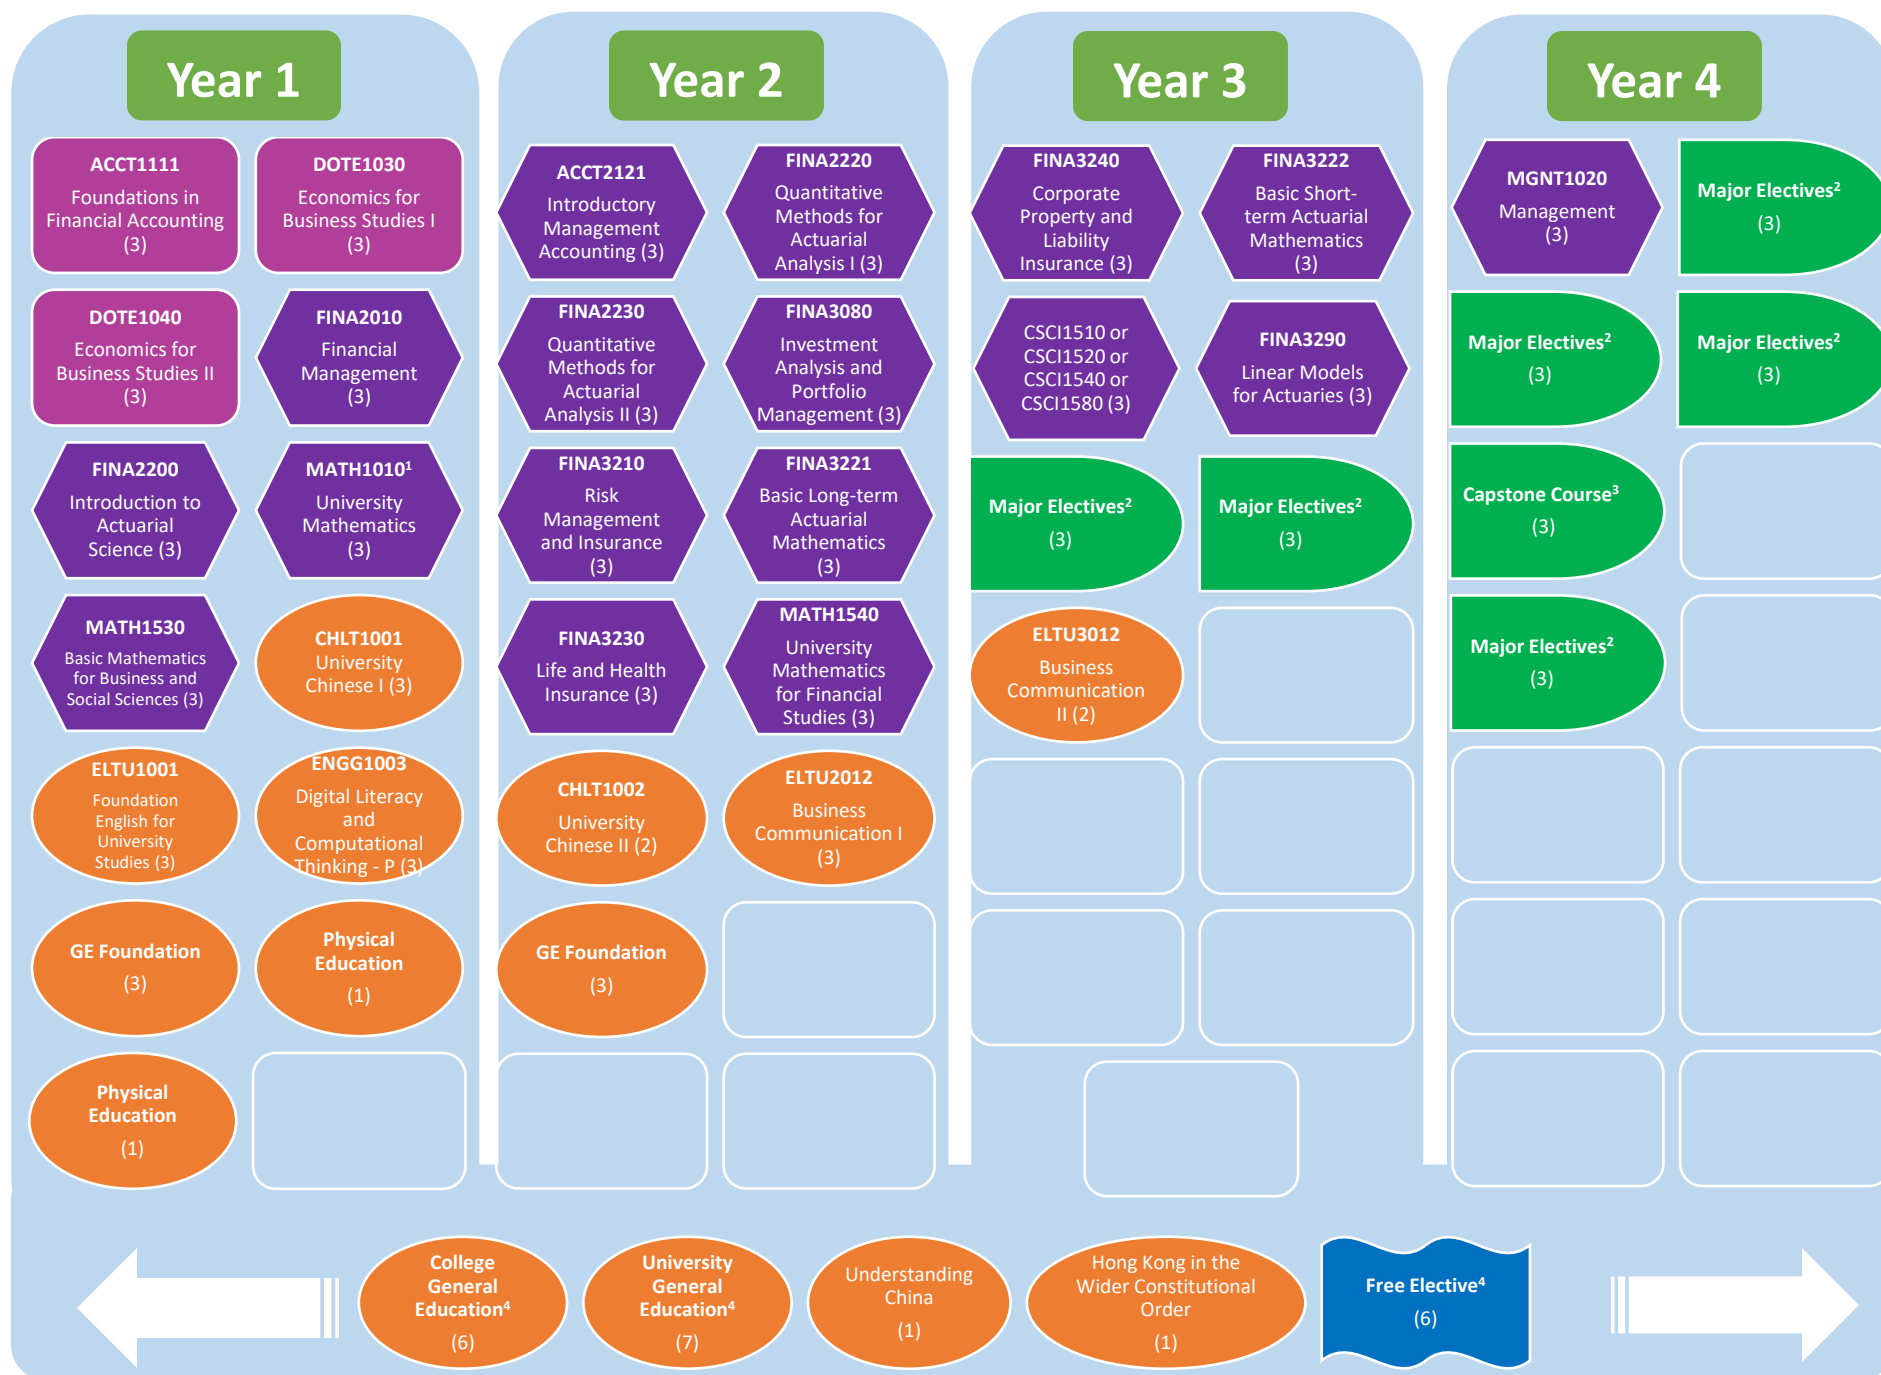 Year 1
ACCT1111
Foundations in
Financial Accounting
(3)
DOTE1030
Economics for
Business Studies I
(3)
DOTE1040
Economics for
Business Studies II
(3)
FINA2010
Financial
Management
(3)
FINA2200
Introduction to
Actuarial
Science (3)
MATH1010¹
University
Mathematics
(3)
MATH1530
Basic Mathematics
for Business and
Social Sciences (3)
CHLT1001
University
Chinese I (3)
ELTU1001
Foundation
English for
University
Studies (3)
ENGG1003
Digital Literacy
and
Computational
Thinking - P (3)
GE Foundation
(3)
Physical
Education
(1)
Physical
Education
(1)
Year 2
ACCT2121
Introductory
Management
Accounting (3)
FINA2220
Quantitative
Methods for
Actuarial
Analysis I (3)
FINA2230
Quantitative
Methods for
Actuarial
Analysis II (3)
FINA3080
Investment
Analysis and
Portfolio
Management (3)
FINA3210
Risk
Management
and Insurance
(3)
FINA3221
Basic Long-term
Actuarial
Mathematics
(3)
FINA3230
Life and Health
Insurance (3)
MATH1540
University
Mathematics
for Financial
Studies (3)
CHLT1002
University
Chinese II (2)
ELTU2012
Business
Communication I
(3)
GE Foundation
(3)
Year 3
FINA3240
Corporate
Property and
Liability
Insurance (3)
FINA3222
Basic Short-
term Actuarial
Mathematics
(3)
CSCI1510 or
CSCI1520 or
CSCI1540 or
CSCI1580 (3)
FINA3290
Linear Models
for Actuaries (3)
Major Electives²
(3)
Major Electives²
(3)
ELTU3012
Business
Communication
II (2)
Year 4
MGNT1020
Management
(3)
Major Electives²
(3)
Major Electives²
(3)
Major Electives²
(3)
Capstone Course³
(3)
Major Electives²
(3)
College
General
Education⁴
(6)
University
General
Education⁴
(7)
Understanding
China
(1)
Hong Kong in the
Wider Constitutional
Order
(1)
Free Elective⁴
(6)